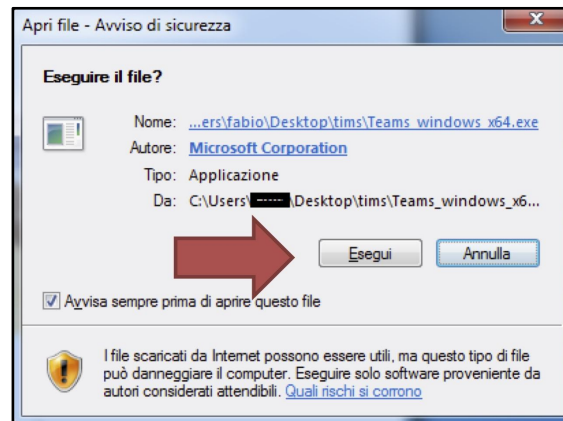 Apri file - Avviso di sicurezza
Eseguire il file?
Nome: ...ers\fabio\Desktop\tims\Teams_windows_x64.exe
Autore: Microsoft Corporation
Tipo: Applicazione
Da: C:\Users\ \Desktop\tims\Teams_windows_x6...
Esegui Annulla
Avvisa sempre prima di aprire questo file
I file scaricati da Internet possono essere utili, ma questo tipo di file
può danneggiare il computer. Eseguire solo software proveniente da
autori considerati attendibili. Quali rischi si corrono